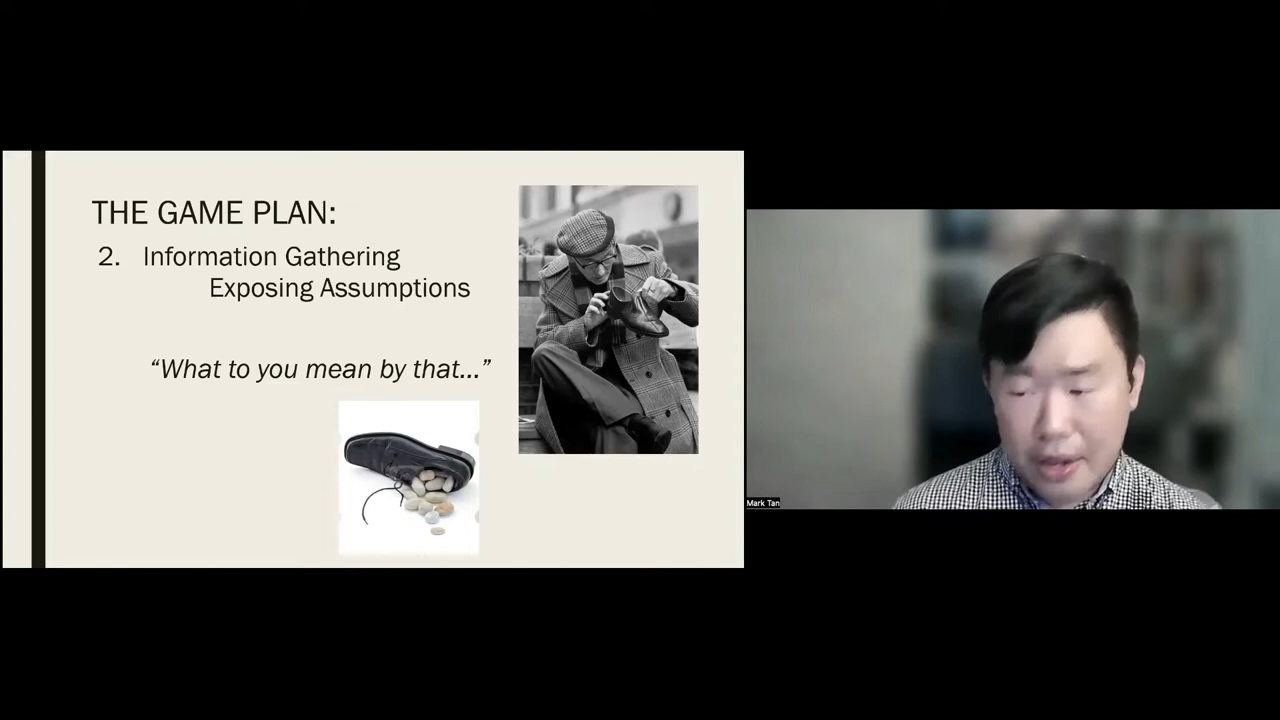 THE GAME PLAN:
2. Information Gathering
Exposing Assumptions
“What to you mean by that...”
Mark Tan